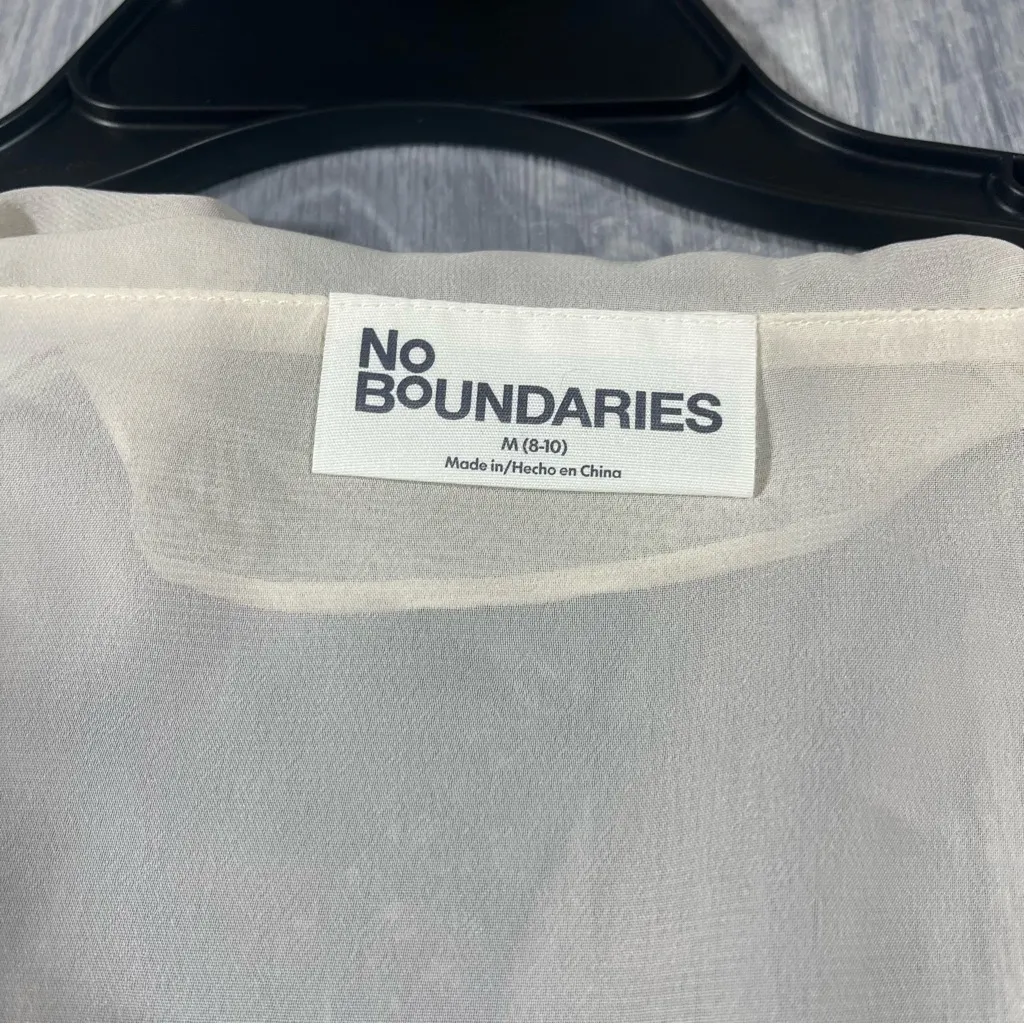 No
BoUNDARIES
M (8-10)
Made in/Hecho en China